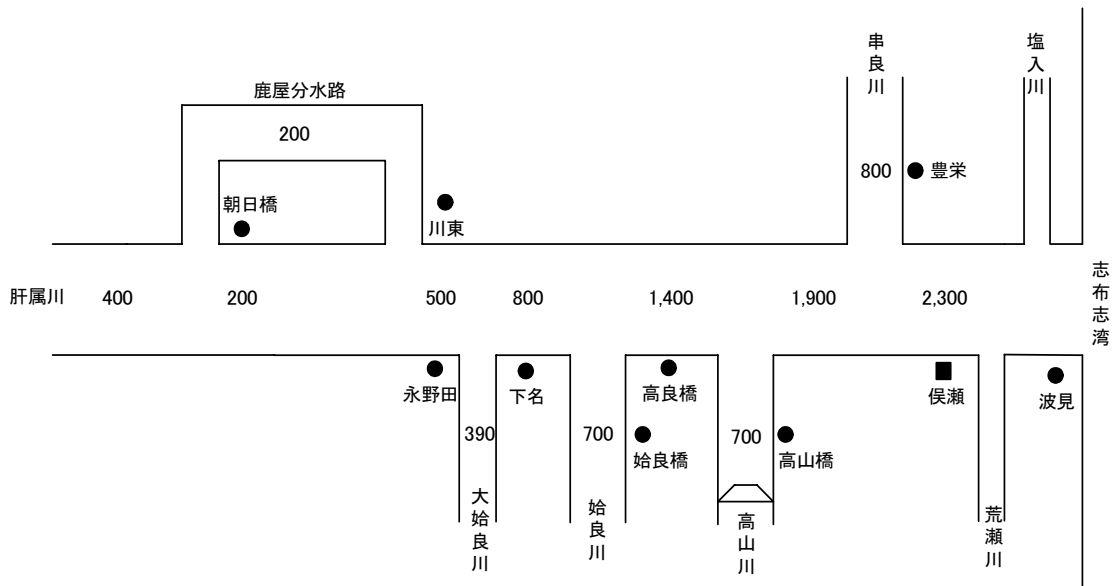 串良川
塩入川
鹿屋分水路
200
800
豊栄
朝日橋
川東
肝属川
400
200
500
800
1,400
1,900
2,300
志布志湾
永野田
下名
高良橋
俣瀬
波見
390
700
姶良橋
700
高山橋
大姶良川
姶良川
高山川
荒瀬川